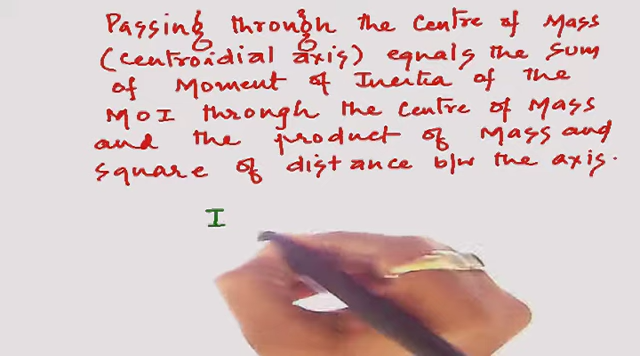 Passing through the centre of Mass
(centroidial axis) equals the sum
of Moment of Inertia of the
MOI through the centre of Mass
and the product of Mass and
square of distance b/w the axis.
I